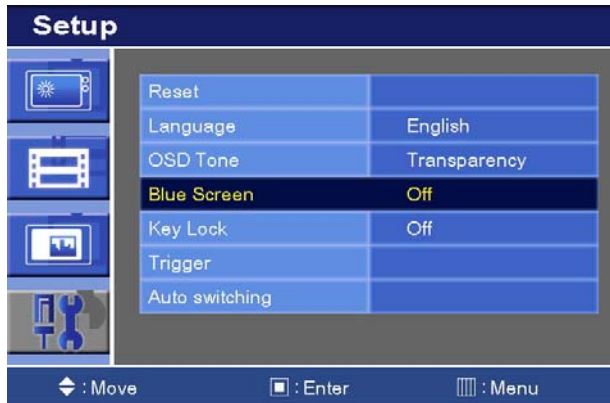 Setup
Reset
Language English
OSD Tone Transparency
Blue Screen Off
Key Lock Off
Trigger
Auto switching
: Move : Enter : Menu